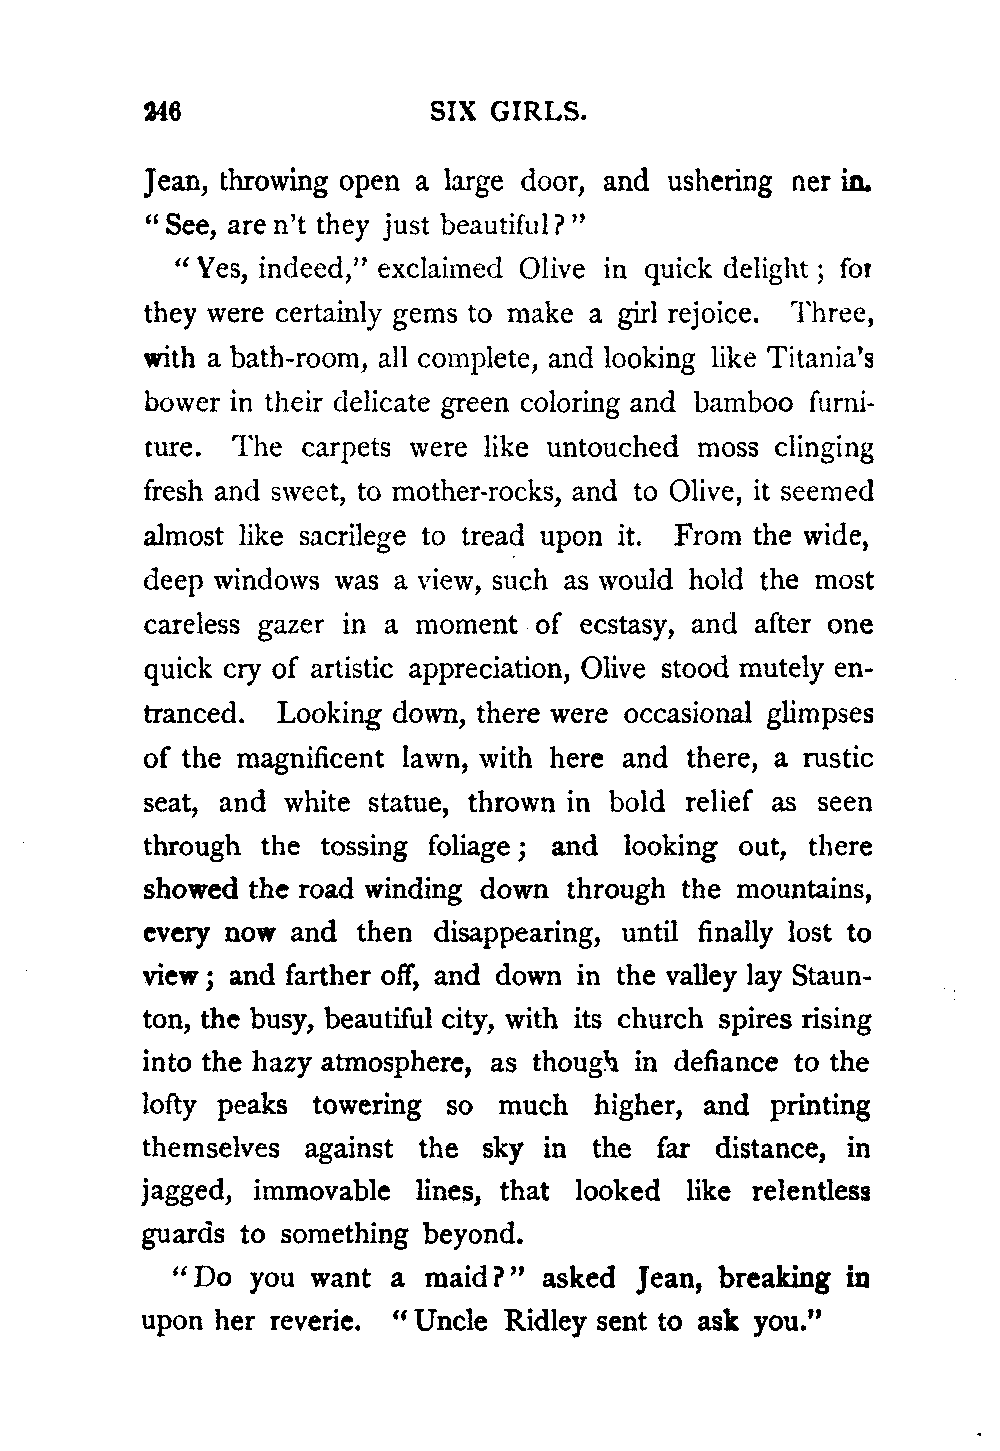 246 SIX GIRLS.
Jean, throwing open a large door, and ushering ner in.
"See, are n't they just beautiful?"
"Yes, indeed," exclaimed Olive in quick delight; for
they were certainly gems to make a girl rejoice. Three,
with a bath-room, all complete, and looking like Titania's
bower in their delicate green coloring and bamboo furni-
ture. The carpets were like untouched moss clinging
fresh and sweet, to mother-rocks, and to Olive, it seemed
almost like sacrilege to tread upon it. From the wide,
deep windows was a view, such as would hold the most
careless gazer in a moment of ecstasy, and after one
quick cry of artistic appreciation, Olive stood mutely en-
tranced. Looking down, there were occasional glimpses
of the magnificent lawn, with here and there, a rustic
seat, and white statue, thrown in bold relief as seen
through the tossing foliage; and looking out, there
showed the road winding down through the mountains,
every now and then disappearing, until finally lost to
view; and farther off, and down in the valley lay Staun-
ton, the busy, beautiful city, with its church spires rising
into the hazy atmosphere, as though in defiance to the
lofty peaks towering so much higher, and printing
themselves against the sky in the far distance, in
jagged, immovable lines, that looked like relentless
guards to something beyond.
"Do you want a maid?" asked Jean, breaking in
upon her reverie. "Uncle Ridley sent to ask you."